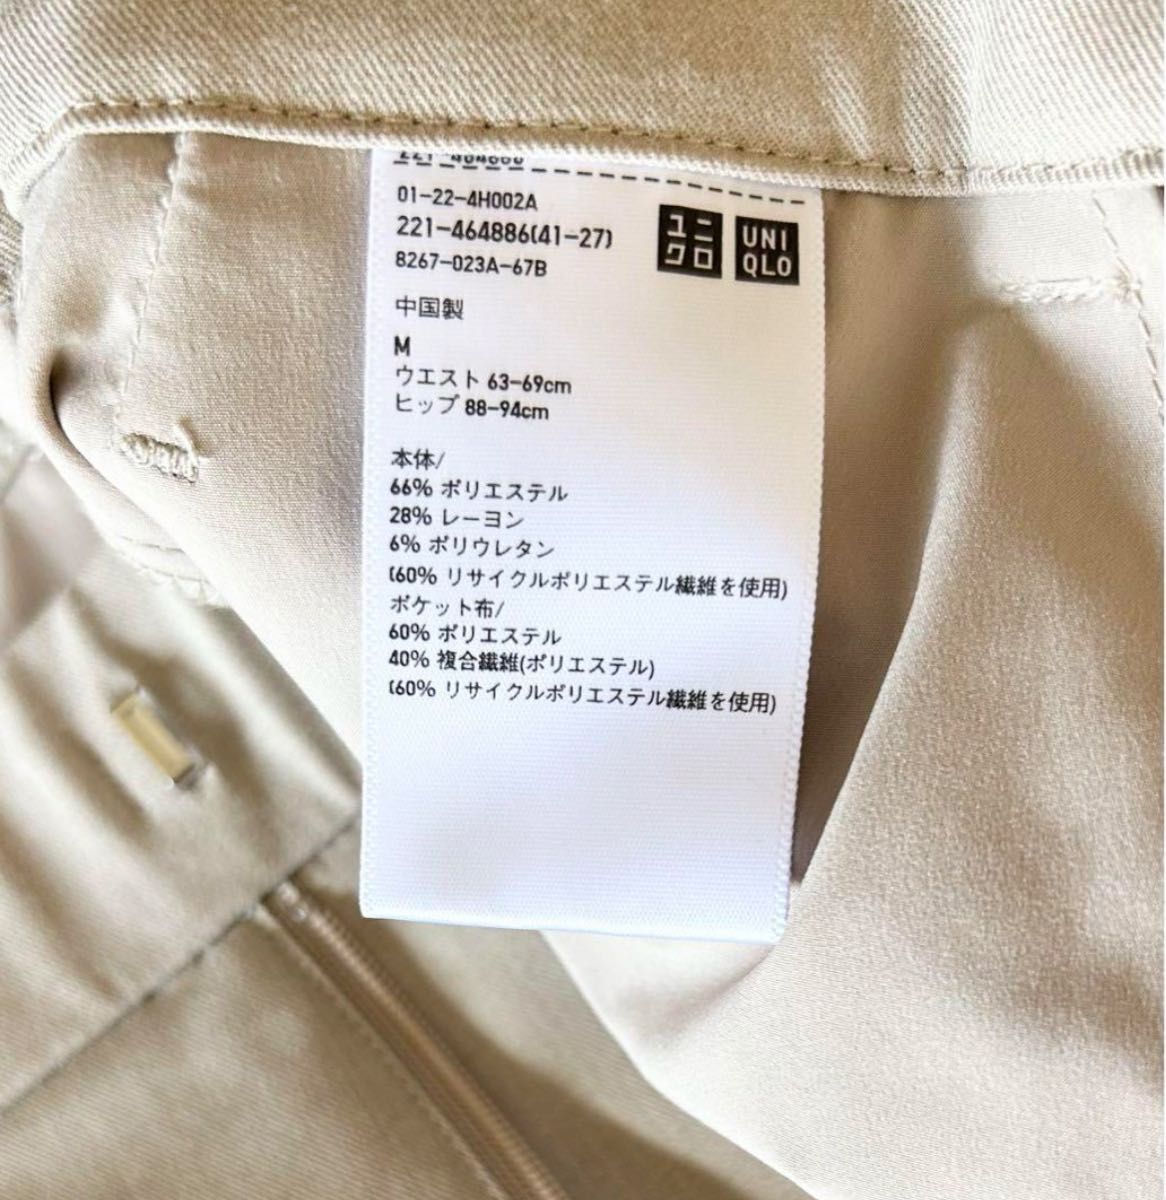 01-22-4H002A
221-464886(41-27)
8267-023A-67B
ユニ
クロ
UNI
QLO
中国製
M
ウエスト 63-69cm
ヒップ 88-94cm
本体/
66% ポリエステル
28% レーヨン
6% ポリウレタン
(60% リサイクルポリエステル繊維を使用)
ポケット布/
60% ポリエステル
40% 複合繊維(ポリエステル)
(60% リサイクルポリエステル繊維を使用)